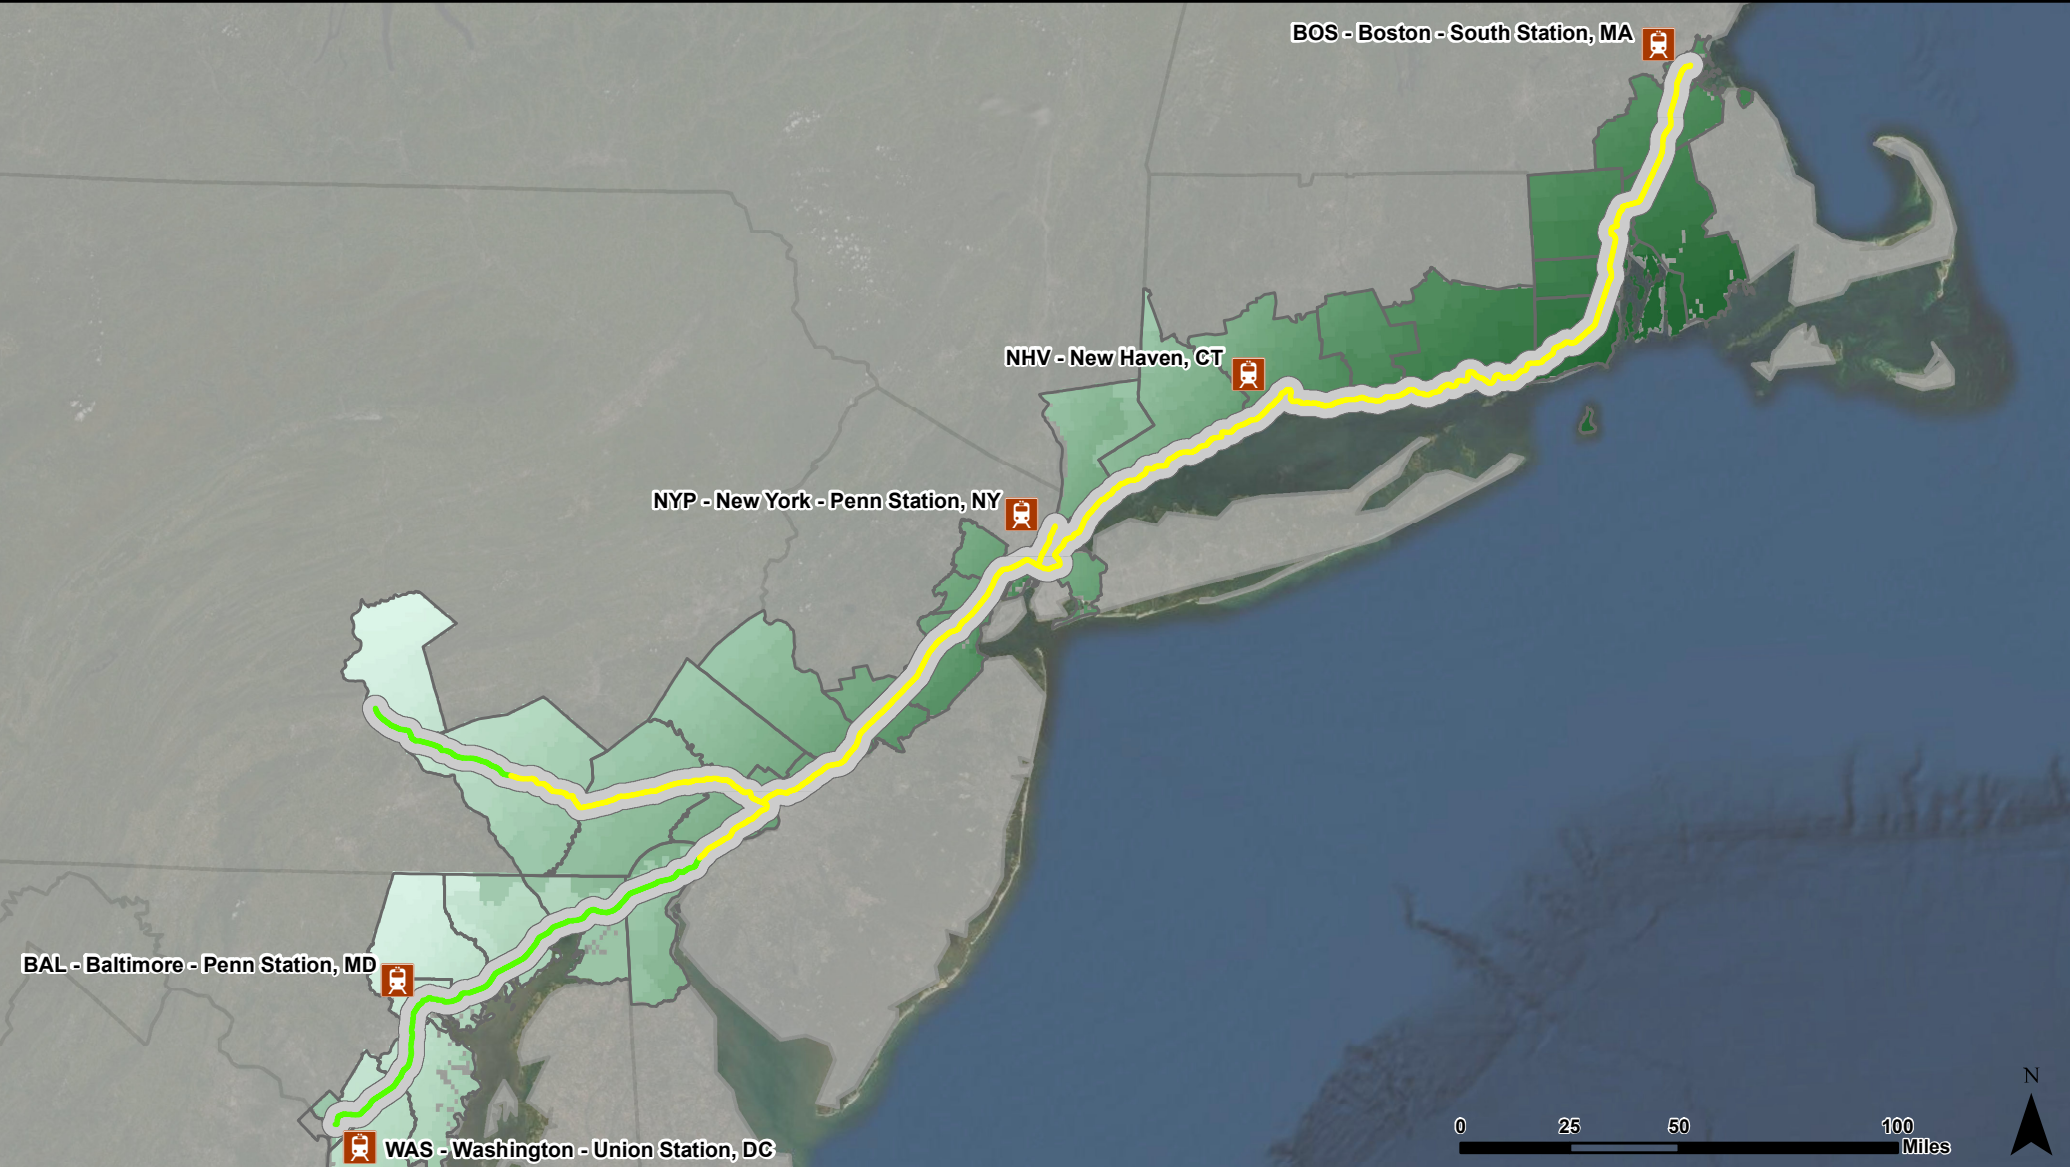 BOS - Boston - South Station, MA
NHV - New Haven, CT
NYP - New York - Penn Station, NY
BAL - Baltimore - Penn Station, MD
WAS - Washington - Union Station, DC
0 25 50 100
Miles
N